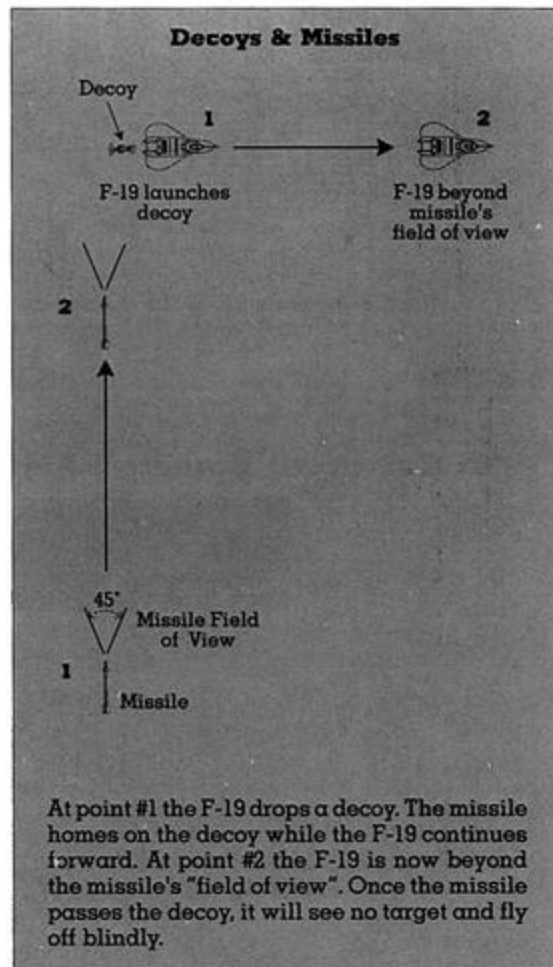 Decoys & Missiles
Decoy
1
2
F-19 launches
decoy
F-19 beyond
missile's
field of view
2
45°
Missile Field
of View
1
Missile
At point #1 the F-19 drops a decoy. The missile
homes on the decoy while the F-19 continues
forward. At point #2 the F-19 is now beyond
the missile's "field of view". Once the missile
passes the decoy, it will see no target and fly
off blindly.